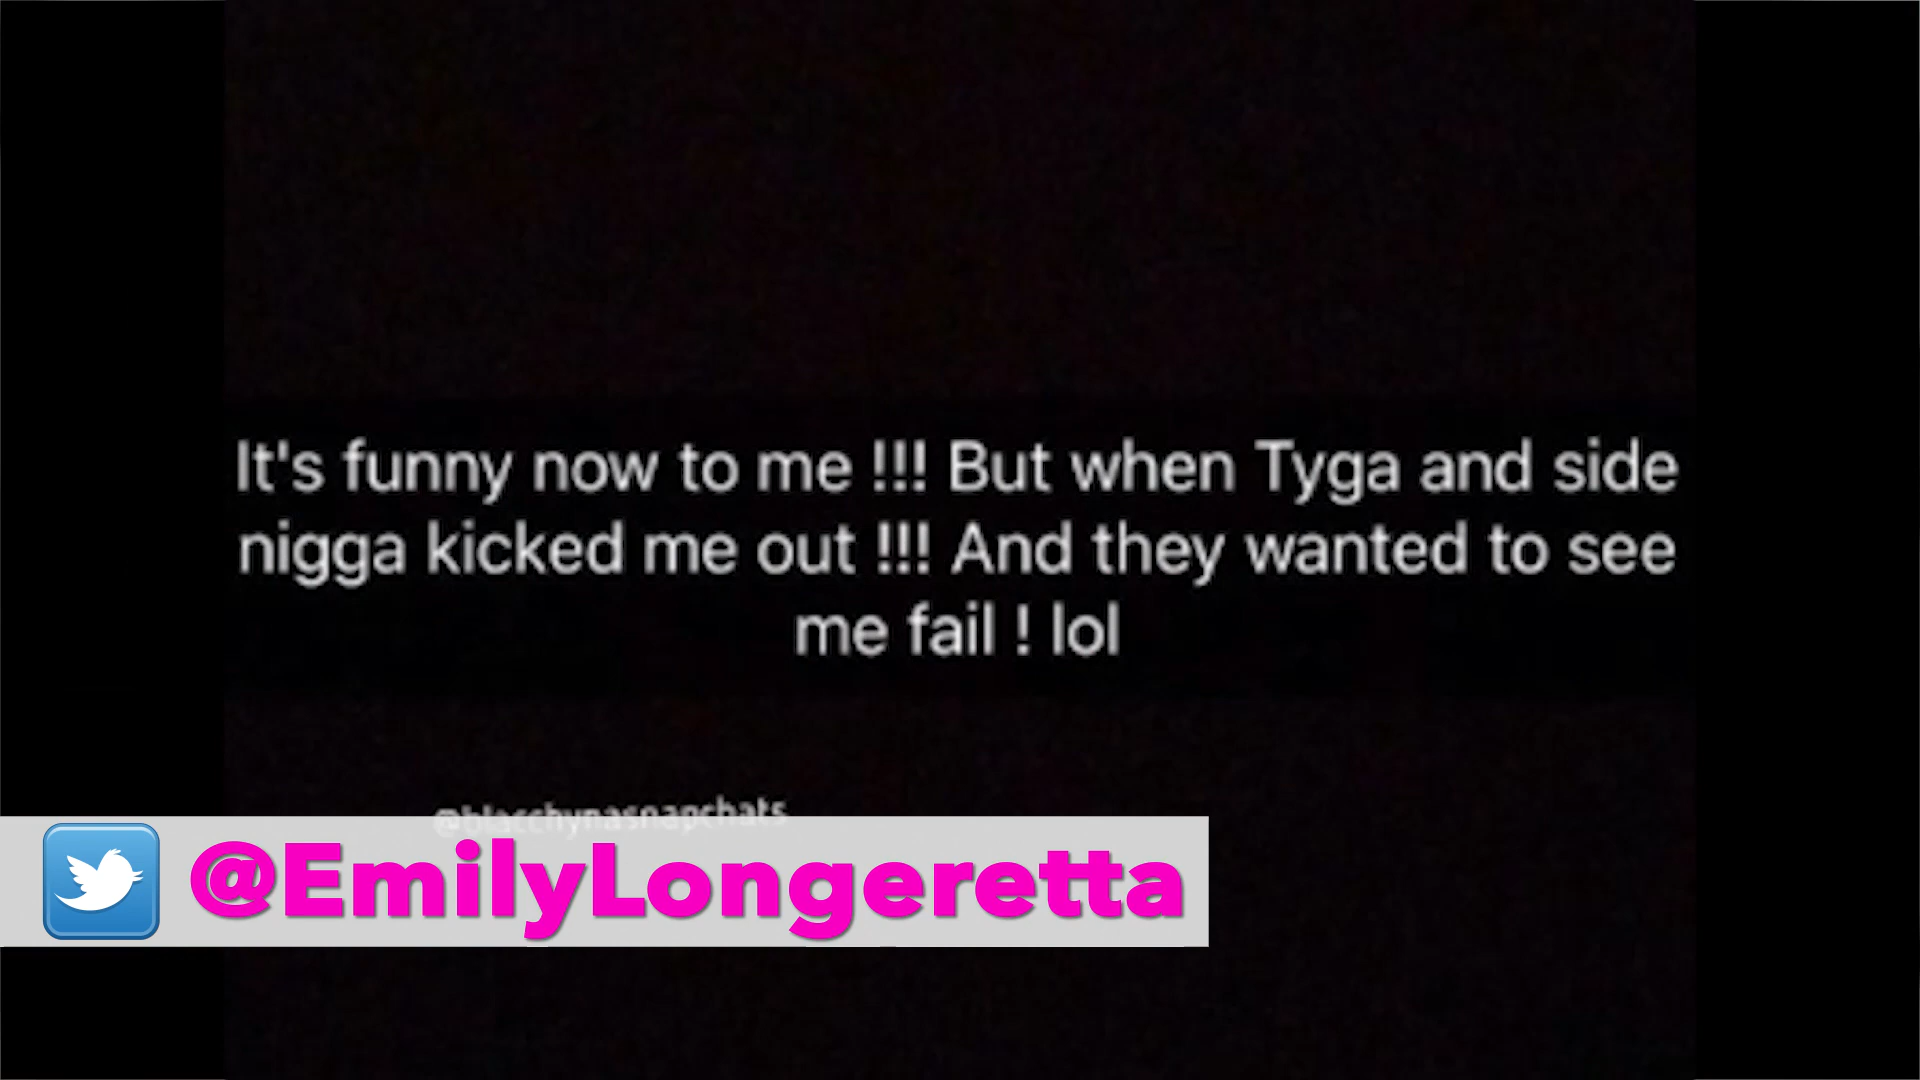 It's funny now to me !!! But when Tyga and side
nigga kicked me out !!! And they wanted to see
me fail ! lol
@blacchynasnapchats
@EmilyLongeretta